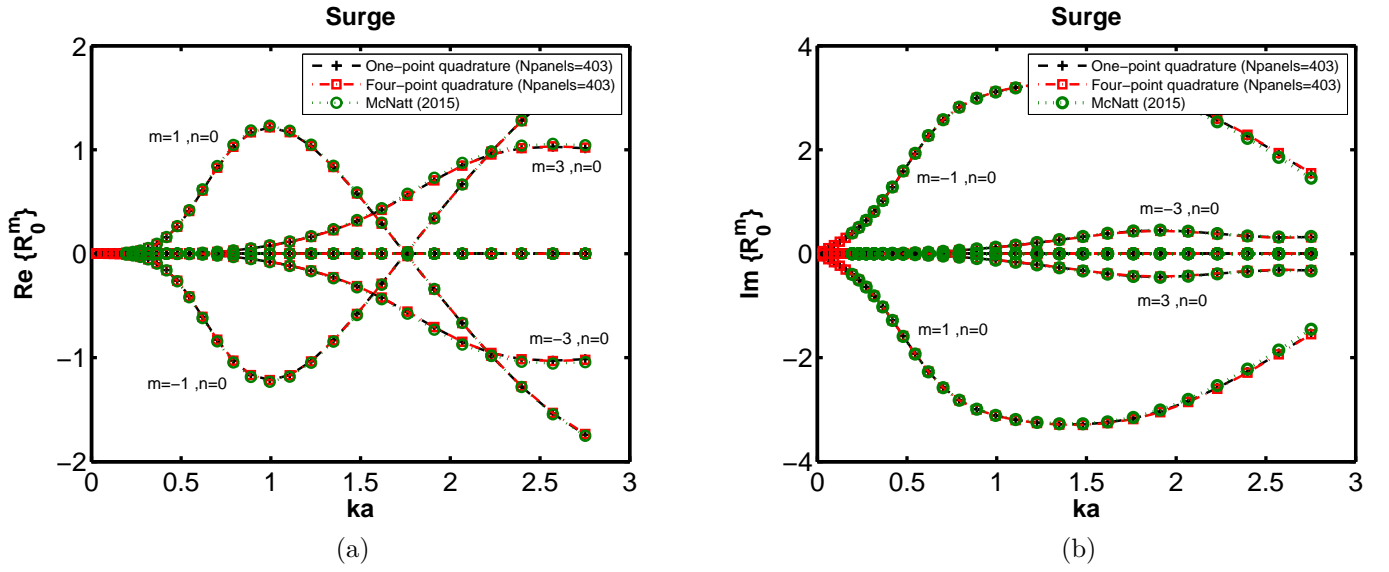 Surge
2
1
0
−1
−2
Re {R₀ᵐ}
One−point quadrature (Npanels=403)
Four−point quadrature (Npanels=403)
McNatt (2015)
m=1 ,n=0
m=3 ,n=0
m=−3 ,n=0
m=−1 ,n=0
0 0.5 1 1.5 2 2.5 3
ka
(a)
Surge
4
2
0
−2
−4
Im {R₀ᵐ}
One−point quadrature (Npanels=403)
Four−point quadrature (Npanels=403)
McNatt (2015)
m=−1 ,n=0
m=−3 ,n=0
m=3 ,n=0
m=1 ,n=0
0 0.5 1 1.5 2 2.5 3
ka
(b)